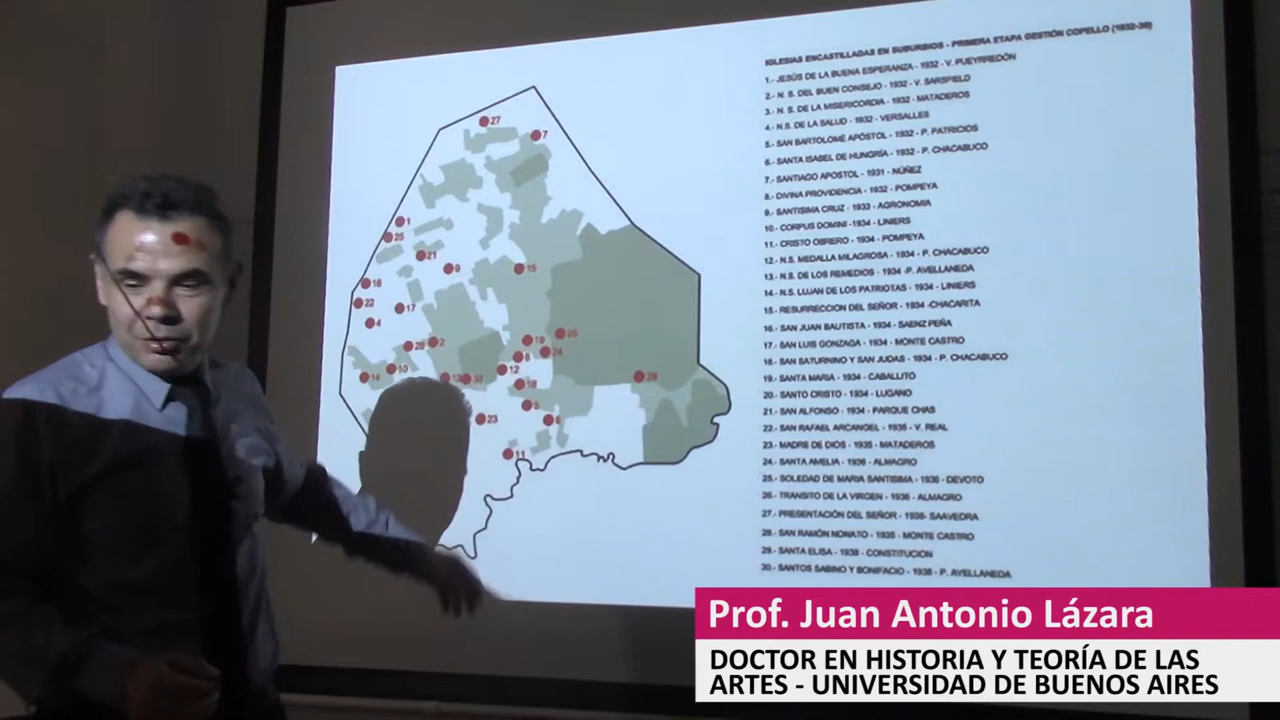 IGLESIAS ENCASTILLADAS EN SUBURBIOS - PRIMERA ETAPA GESTIÓN COPELLO (1932-39)
1.- JESÚS DE LA BUENA ESPERANZA - 1932 - V. PUEYRREDÓN
2.- N. S. DEL BUEN CONSEJO - 1932 - V. SARSFIELD
3.- N. S. DE LA MISERICORDIA - 1932 - MATADEROS
4.- N.S. DE LA SALUD - 1932 - VERSALLES
5.- SAN BARTOLOMÉ APÓSTOL - 1932 - P. PATRICIOS
6.- SANTA ISABEL DE HUNGRÍA - 1932 - P. CHACABUCO
7.- SANTIAGO APOSTOL - 1931 - NÚÑEZ
8.- DIVINA PROVIDENCIA - 1932 - POMPEYA
9.- SANTISIMA CRUZ - 1933 - AGRONOMIA
10.- CORPUS DOMINI -1934 - LINIERS
11.- CRISTO OBRERO - 1934 - POMPEYA
12.- N.S. MEDALLA MILAGROSA - 1934 - P. CHACABUCO
13.- N.S. DE LOS REMEDIOS - 1934 -P. AVELLANEDA
14.- N.S. LUJAN DE LOS PATRIOTAS - 1934 - LINIERS
15.- RESURRECCION DEL SEÑOR - 1934 -CHACARITA
16.- SAN JUAN BAUTISTA - 1934 - SAENZ PEÑA
17.- SAN LUIS GONZAGA - 1934 - MONTE CASTRO
18.- SAN SATURNINO Y SAN JUDAS - 1934 - P. CHACABUCO
19.- SANTA MARIA - 1934 - CABALLITO
20.- SANTO CRISTO - 1934 - LUGANO
21.- SAN ALFONSO - 1934 - PARQUE CHAS
22.- SAN RAFAEL ARCANGEL - 1935 - V. REAL
23.- MADRE DE DIOS - 1935 - MATADEROS
24.- SANTA AMELIA - 1936 - ALMAGRO
25.- SOLEDAD DE MARIA SANTISIMA - 1936 - DEVOTO
26.- TRANSITO DE LA VIRGEN - 1936 - ALMAGRO
27.- PRESENTACIÓN DEL SEÑOR - 1936- SAAVEDRA
28.- SAN RAMÓN NONATO - 1935 - MONTE CASTRO
29.- SANTA ELISA - 1938 - CONSTITUCION
30.- SANTOS SABINO Y BONIFACIO - 1938 - P. AVELLANEDA
27
7
1
25
21
9
15
16
22
17
4
2
19
24
12
14
10
30
18
23
11
Prof. Juan Antonio Lázara
DOCTOR EN HISTORIA Y TEORÍA DE LAS
ARTES - UNIVERSIDAD DE BUENOS AIRES